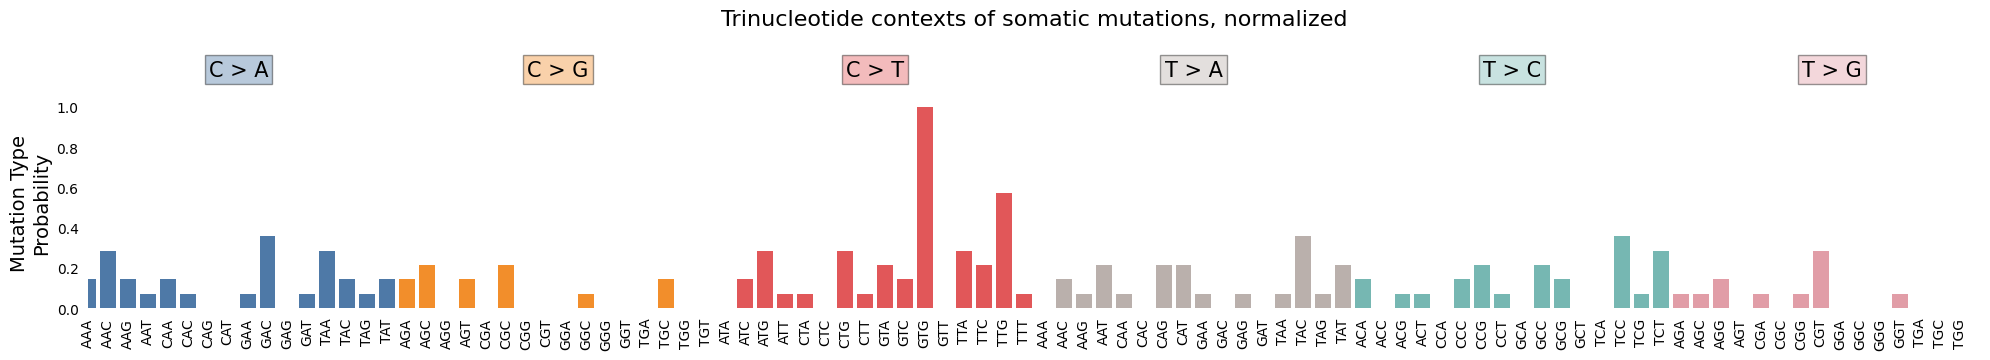 Trinucleotide contexts of somatic mutations, normalized
C > A
C > G
C > T
T > A
T > C
T > G
Mutation Type
Probability
1.0
0.8
0.6
0.4
0.2
0.0
AAA
AAC
AAG
AAT
CAA
CAC
CAG
CAT
GAA
GAC
GAG
GAT
TAA
TAC
TAG
TAT
AGA
AGC
AGG
AGT
CGA
CGC
CGG
CGT
GGA
GGC
GGG
GGT
TGA
TGC
TGG
TGT
ATA
ATC
ATG
ATT
CTA
CTC
CTG
CTT
GTA
GTC
GTG
GTT
TTA
TTC
TTG
TTT
AAA
AAC
AAG
AAT
CAA
CAC
CAG
CAT
GAA
GAC
GAG
GAT
TAA
TAC
TAG
TAT
ACA
ACC
ACG
ACT
CCA
CCC
CCG
CCT
GCA
GCC
GCG
GCT
TCA
TCC
TCG
TCT
AGA
AGC
AGG
AGT
CGA
CGC
CGG
CGT
GGA
GGC
GGG
GGT
TGA
TGC
TGG